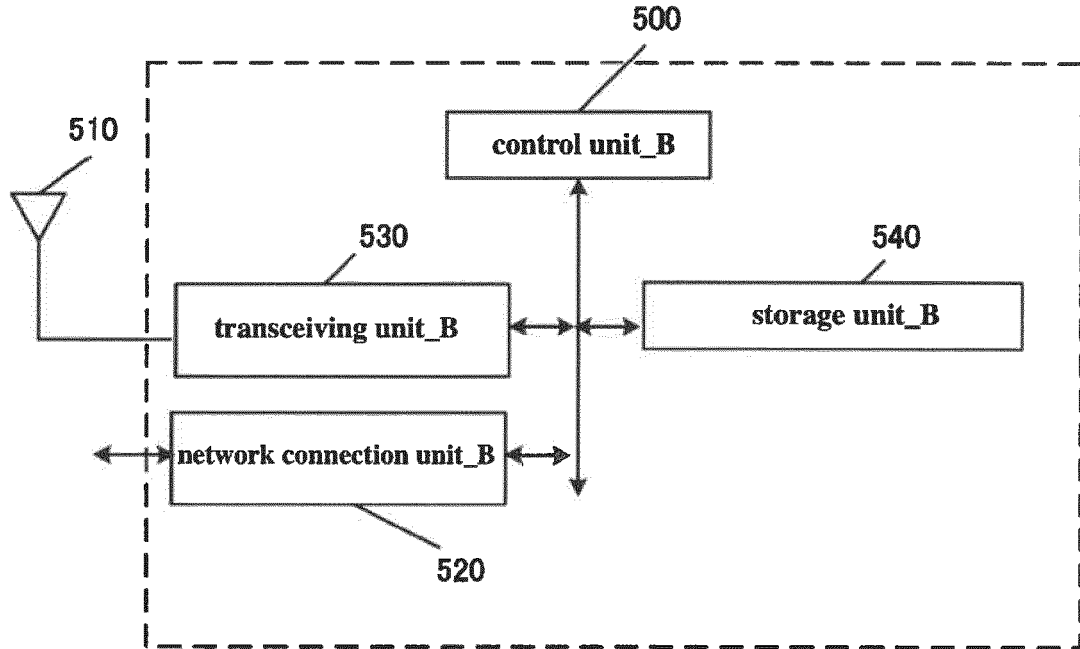 500
510
control unit_B
530
540
transceiving unit_B
storage unit_B
network connection unit_B
520